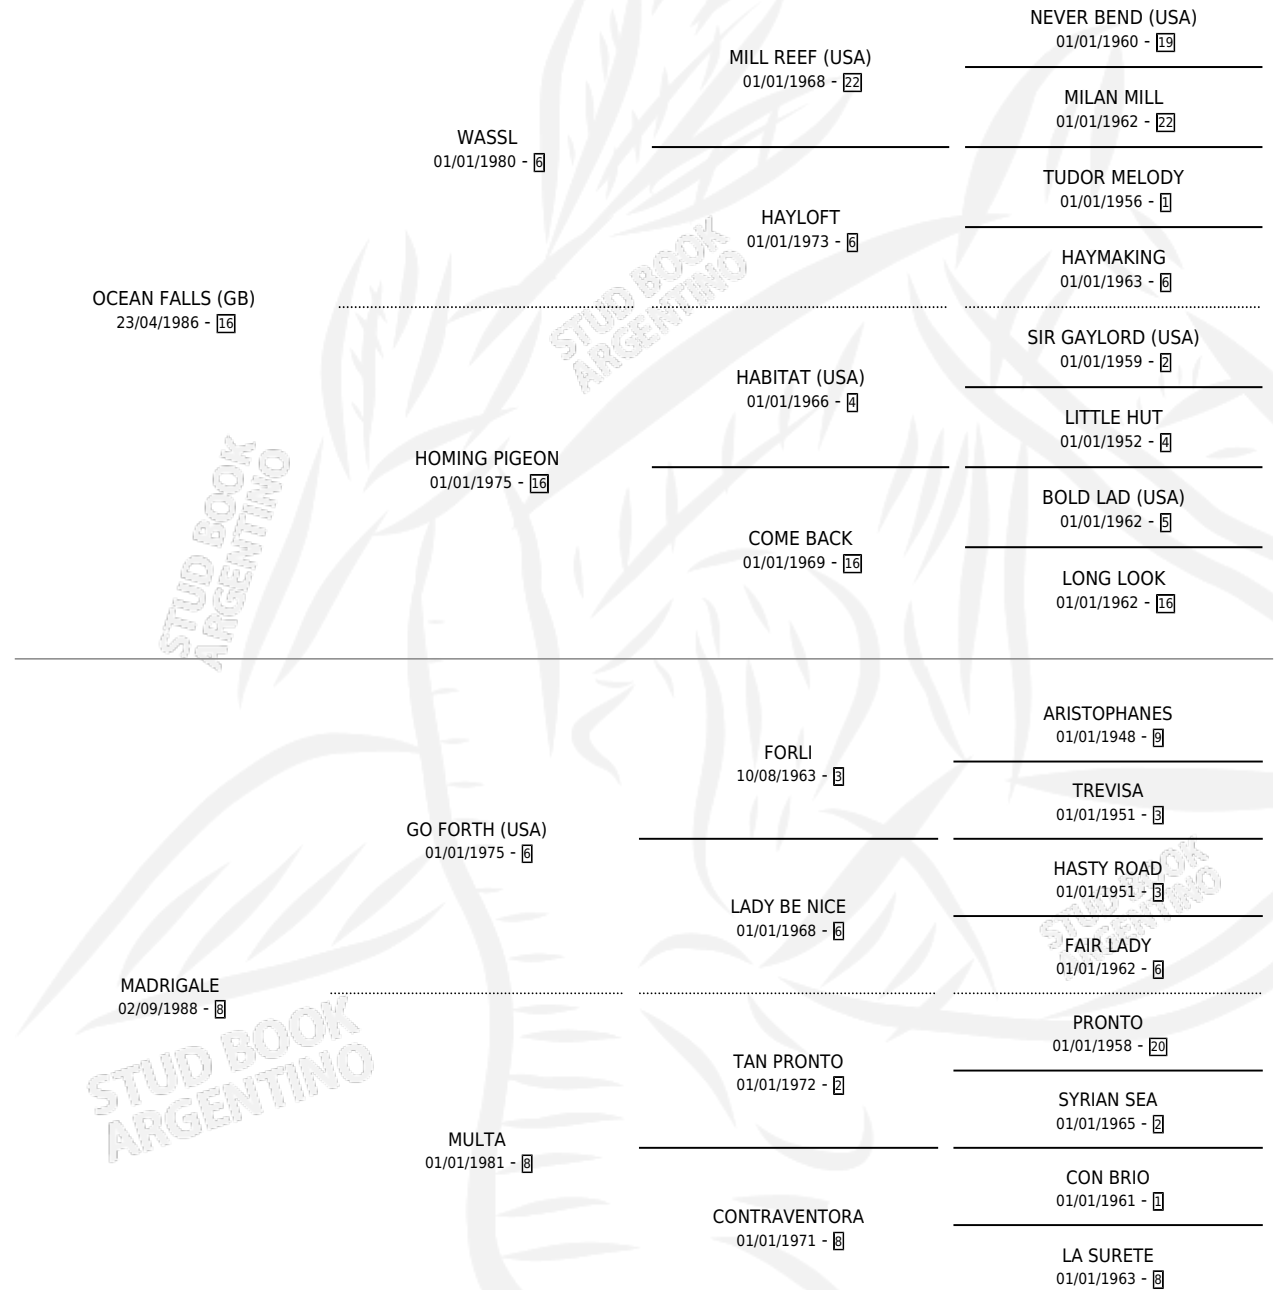 NEVER BEND (USA)
01/01/1960 - 19
MILL REEF (USA)
01/01/1968 - 22
MILAN MILL
01/01/1962 - 22
WASSL
01/01/1980 - 6
TUDOR MELODY
01/01/1956 - 1
HAYLOFT
01/01/1973 - 6
HAYMAKING
01/01/1963 - 6
OCEAN FALLS (GB)
23/04/1986 - 16
SIR GAYLORD (USA)
01/01/1959 - 2
HABITAT (USA)
01/01/1966 - 4
LITTLE HUT
01/01/1952 - 4
HOMING PIGEON
01/01/1975 - 16
BOLD LAD (USA)
01/01/1962 - 5
COME BACK
01/01/1969 - 16
LONG LOOK
01/01/1962 - 16
ARISTOPHANES
01/01/1948 - 9
FORLI
10/08/1963 - 3
TREVISA
01/01/1951 - 3
GO FORTH (USA)
01/01/1975 - 6
HASTY ROAD
01/01/1951 - 3
LADY BE NICE
01/01/1968 - 6
FAIR LADY
01/01/1962 - 6
MADRIGALE
02/09/1988 - 8
PRONTO
01/01/1958 - 20
TAN PRONTO
01/01/1972 - 2
SYRIAN SEA
01/01/1965 - 2
MULTA
01/01/1981 - 8
CON BRIO
01/01/1961 - 1
CONTRAVENTORA
01/01/1971 - 8
LA SURETE
01/01/1963 - 8
STUD BOOK
ARGENTINO
STUD BOOK
ARGENTINO
STUD BOOK
ARGENTINO
STUD BOOK
ARGENTINO